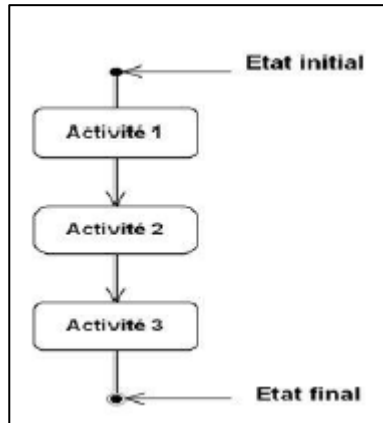 Etat initial
Activité 1
Activité 2
Activité 3
Etat final